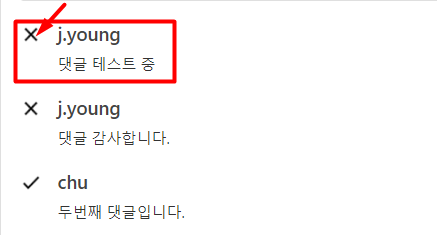 j.young
댓글 테스트 중
j.young
댓글 감사합니다.
chu
두번째 댓글입니다.